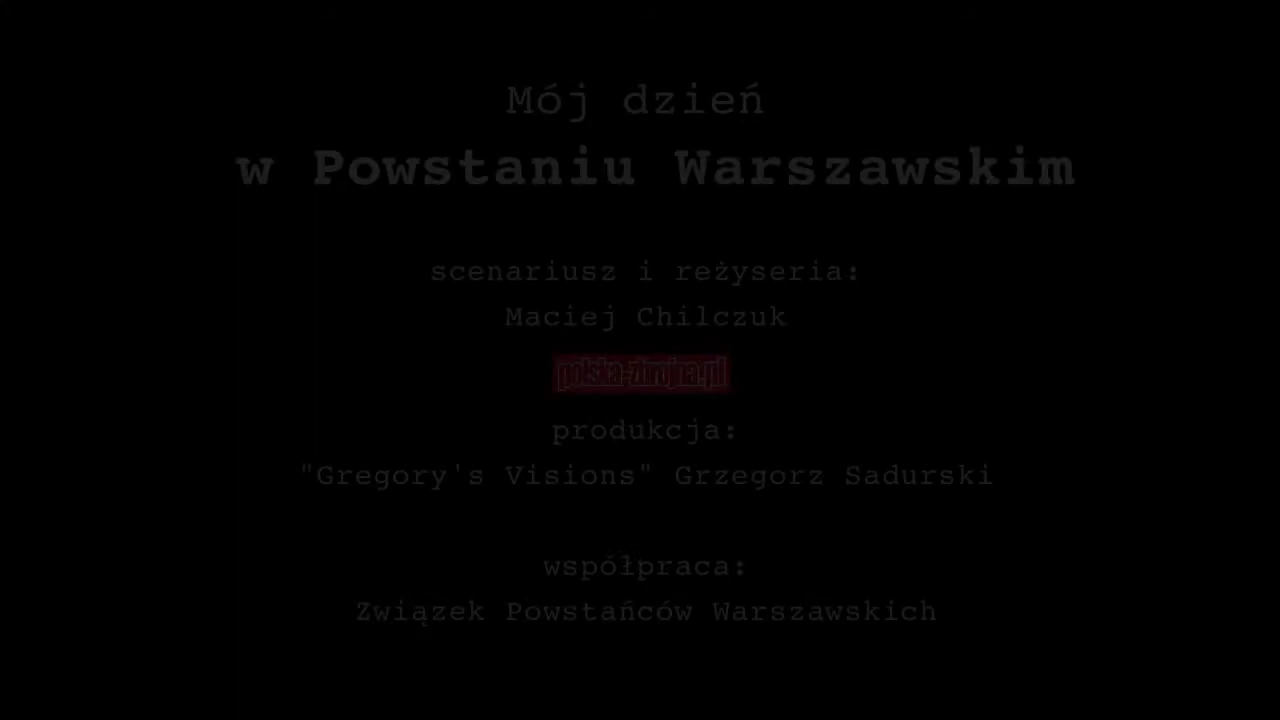 Mój dzień
w Powstaniu Warszawskim
scenariusz i reżyseria:
Maciej Chilczuk
polska-zbrojna.pl
produkcja:
"Gregory's Visions" Grzegorz Sadurski
współpraca:
Związek Powstańców Warszawskich